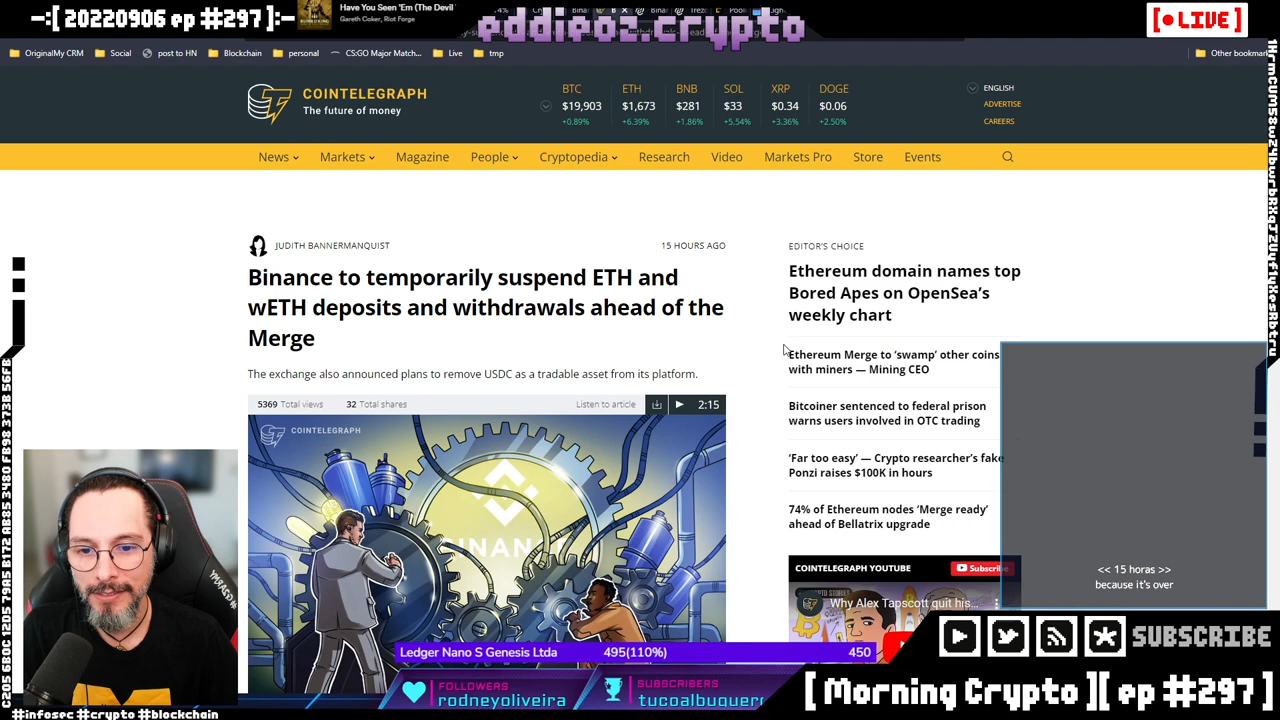 -:[ 20220906 ep #297 ]:-
Have You Seen 'Em (The Devil
Gareth Coker, Riot Forge
eddieoz.crypto
[● LIVE]
OriginalMy CRM
Social
post to HN
Blockchain
personal
CS:GO Major Match...
Live
tmp
Other bookmar
COINTELEGRAPH
The future of money
BTC ETH BNB SOL XRP DOGE
$19,903 $1,673 $281 $33 $0.34 $0.06
+0.89% +6.39% +1.86% +5.54% +3.36% +2.50%
ENGLISH
ADVERTISE
CAREERS
News Markets Magazine People Cryptopedia Research Video Markets Pro Store Events
JUDITH BANNERMANQUIST
15 HOURS AGO
Binance to temporarily suspend ETH and
wETH deposits and withdrawals ahead of the
Merge
The exchange also announced plans to remove USDC as a tradable asset from its platform.
5369 Total views 32 Total shares Listen to article 2:15
COINTELEGRAPH
BINAN
EDITOR'S CHOICE
Ethereum domain names top
Bored Apes on OpenSea's
weekly chart
Ethereum Merge to 'swamp' other coins
with miners — Mining CEO
Bitcoiner sentenced to federal prison
warns users involved in OTC trading
'Far too easy' — Crypto researcher's fake
Ponzi raises $100K in hours
74% of Ethereum nodes 'Merge ready'
ahead of Bellatrix upgrade
COINTELEGRAPH YOUTUBE
Subscribe
Why Alex Tapscott quit his...
<< 15 horas >>
because it's over
Ledger Nano S Genesis Ltda 495(110%) 450
FOLLOWERS
rodneyoliveira
SUBSCRIBERS
tucoalbuquerq
SUBSCRIBE
[ Morning Crypto ][ ep #297 ]
#infosec #crypto #blockchain